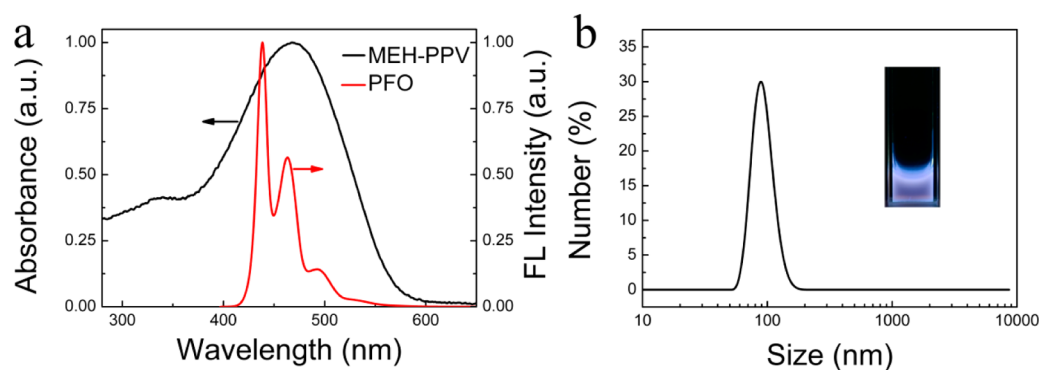 a
Absorbance (a.u.)
1.00
0.75
0.50
0.25
0.00
MEH-PPV
PFO
1.00
0.75
0.50
0.25
0.00
FL Intensity (a.u.)
300
400
500
600
Wavelength (nm)
b
Number (%)
35
30
25
20
15
10
5
0
10
100
1000
10000
Size (nm)